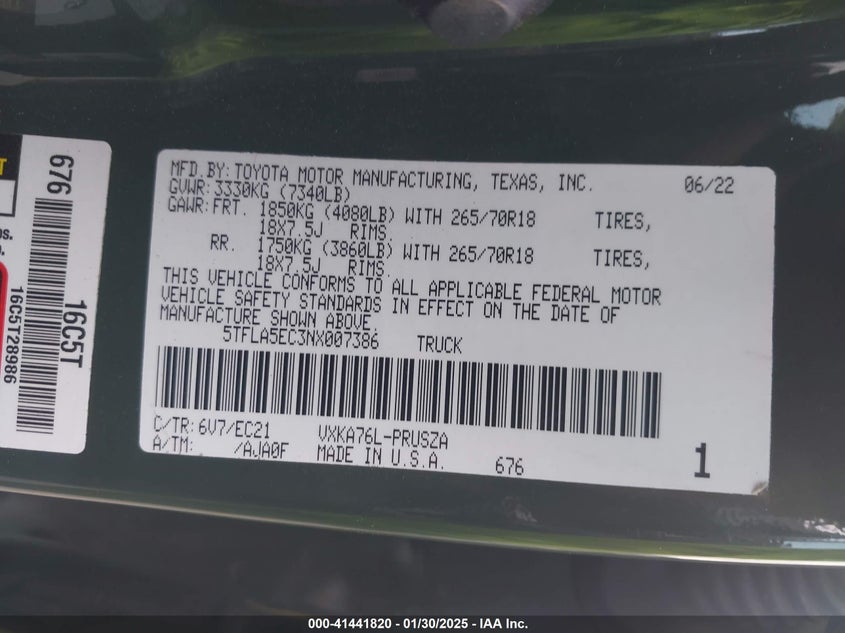 T
bs.
676
16C5T
16C5T28986
MFD.BY:TOYOTA MOTOR MANUFACTURING, TEXAS, INC. 06/22
GVWR:3330KG (7340LB)
GAWR:FRT. 1850KG (4080LB) WITH 265/70R18 TIRES,
18X7.5J RIMS.
RR. 1750KG (3860LB) WITH 265/70R18 TIRES,
18X7.5J RIMS.
THIS VEHICLE CONFORMS TO ALL APPLICABLE FEDERAL MOTOR
VEHICLE SAFETY STANDARDS IN EFFECT ON THE DATE OF
MANUFACTURE SHOWN ABOVE.
5TFLA5EC3NX007386 TRUCK
C/TR:6V7/EC21 VXKA76L-PRUSZA
A/TM: /AJA0F MADE IN U.S.A. 676 1
000-41441820 - 01/30/2025 - IAA Inc.